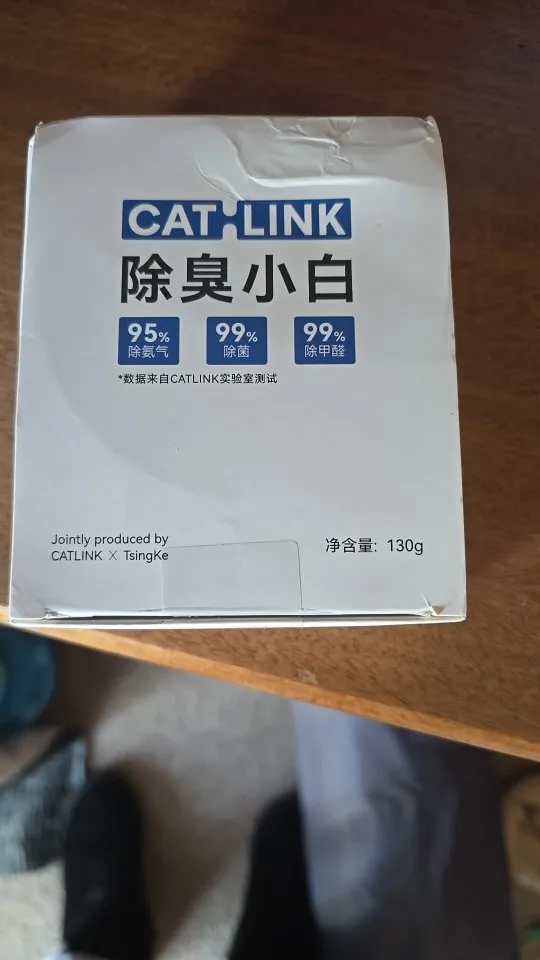 CAT LINK
除臭小白
95% 99% 99%
除氨气 除菌 除甲醛
*数据来自CATLINK实验室测试
Jointly produced by
CATLINK X TsingKe
净含量: 130g